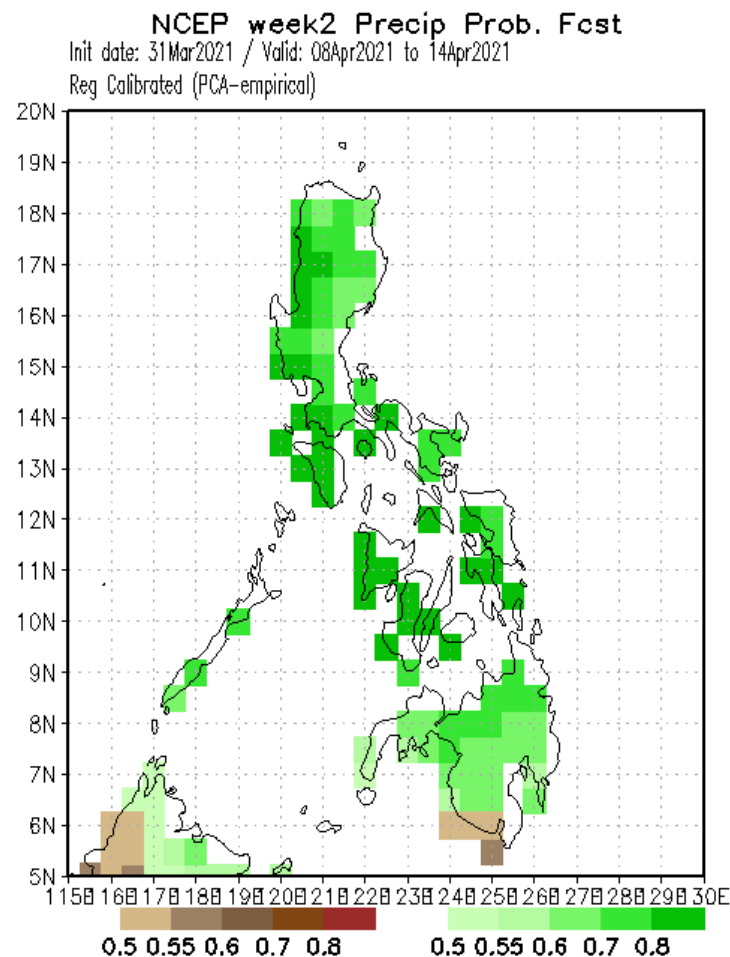 NCEP week2 Precip Prob. Fcst
Init date: 31Mar2021 / Valid: 08Apr2021 to 14Apr2021
Reg Calibrated (PCA-empirical)
20N
19N
18N
17N
16N
15N
14N
13N
12N
11N
10N
9N
8N
7N
6N
5N
115E 116E 117E 118E 119E 120E 121E 122E 123E 124E 125E 126E 127E 128E 129E 130E
0.5 0.55 0.6 0.7 0.8 0.5 0.55 0.6 0.7 0.8